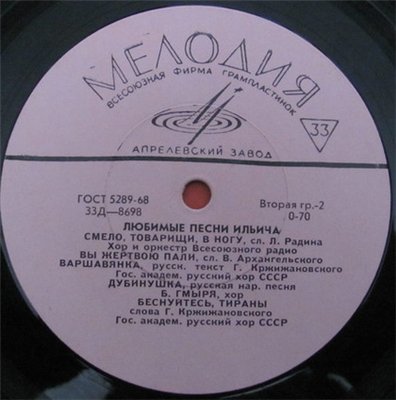 МЕЛОДИЯ
ВСЕСОЮЗНАЯ ФИРМА ГРАМПЛАСТИНОК
33
АПРЕЛЕВСКИЙ ЗАВОД
ГОСТ 5289-68
33Д—8698
Вторая гр.-2
0-70
ЛЮБИМЫЕ ПЕСНИ ИЛЬИЧА
СМЕЛО, ТОВАРИЩИ, В НОГУ, сл. Л. Радина
Хор и оркестр Всесоюзного радио
ВЫ ЖЕРТВОЮ ПАЛИ, сл. В. Архангельского
ВАРШАВЯНКА, русск. текст Г. Кржижановского
Гос. академ. русский хор СССР
ДУБИНУШКА, русская нар. песня
Б. ГМЫРЯ, хор
БЕСНУЙТЕСЬ, ТИРАНЫ
слова Г. Кржижановского
Гос. академ. русский хор СССР